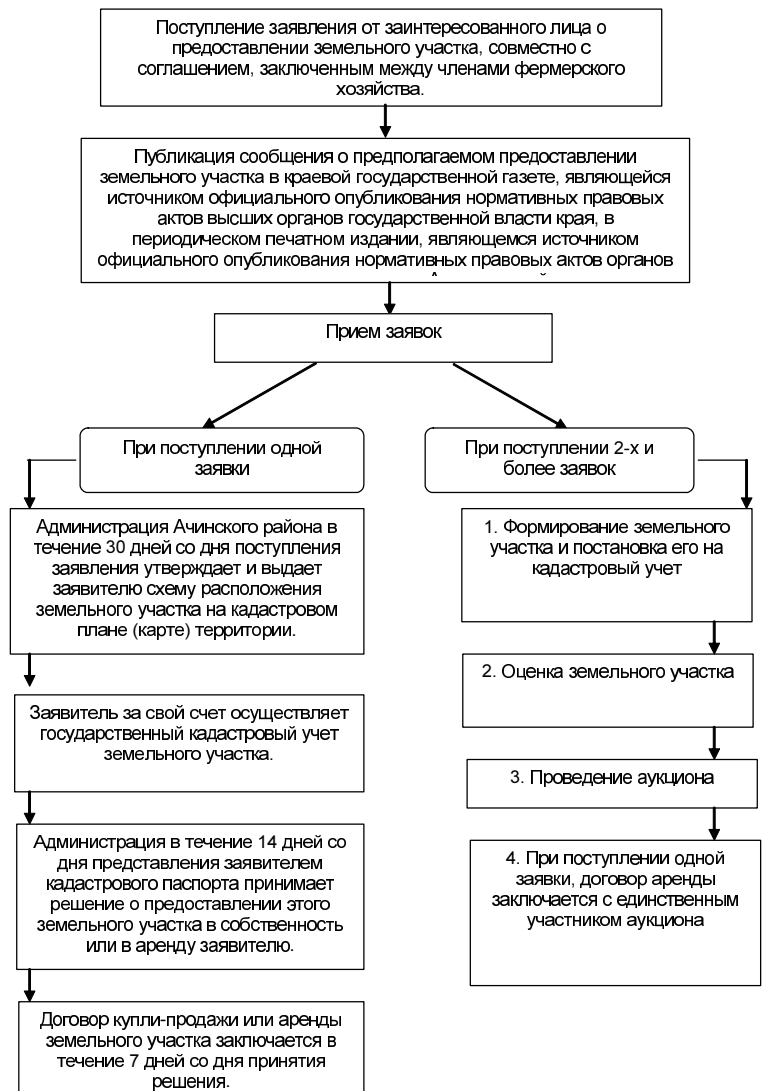 Поступление заявления от заинтересованного лица о
предоставлении земельного участка, совместно с
соглашением, заключенным между членами фермерского
хозяйства.
Публикация сообщения о предполагаемом предоставлении
земельного участка в краевой государственной газете, являющейся
источником официального опубликования нормативных правовых
актов высших органов государственной власти края, в
периодическом печатном издании, являющемся источником
официального опубликования нормативных правовых актов органов
Прием заявок
При поступлении одной
заявки
Администрация Ачинского района в
течение 30 дней со дня поступления
заявления утверждает и выдает
заявителю схему расположения
земельного участка на кадастровом
плане (карте) территории.
Заявитель за свой счет осуществляет
государственный кадастровый учет
земельного участка.
Администрация в течение 14 дней со
дня представления заявителем
кадастрового паспорта принимает
решение о предоставлении этого
земельного участка в собственность
или в аренду заявителю.
Договор купли-продажи или аренды
земельного участка заключается в
течение 7 дней со дня принятия
решения.
При поступлении 2-х и
более заявок
1. Формирование земельного
участка и постановка его на
кадастровый учет
2. Оценка земельного участка
3. Проведение аукциона
4. При поступлении одной
заявки, договор аренды
заключается с единственным
участником аукциона